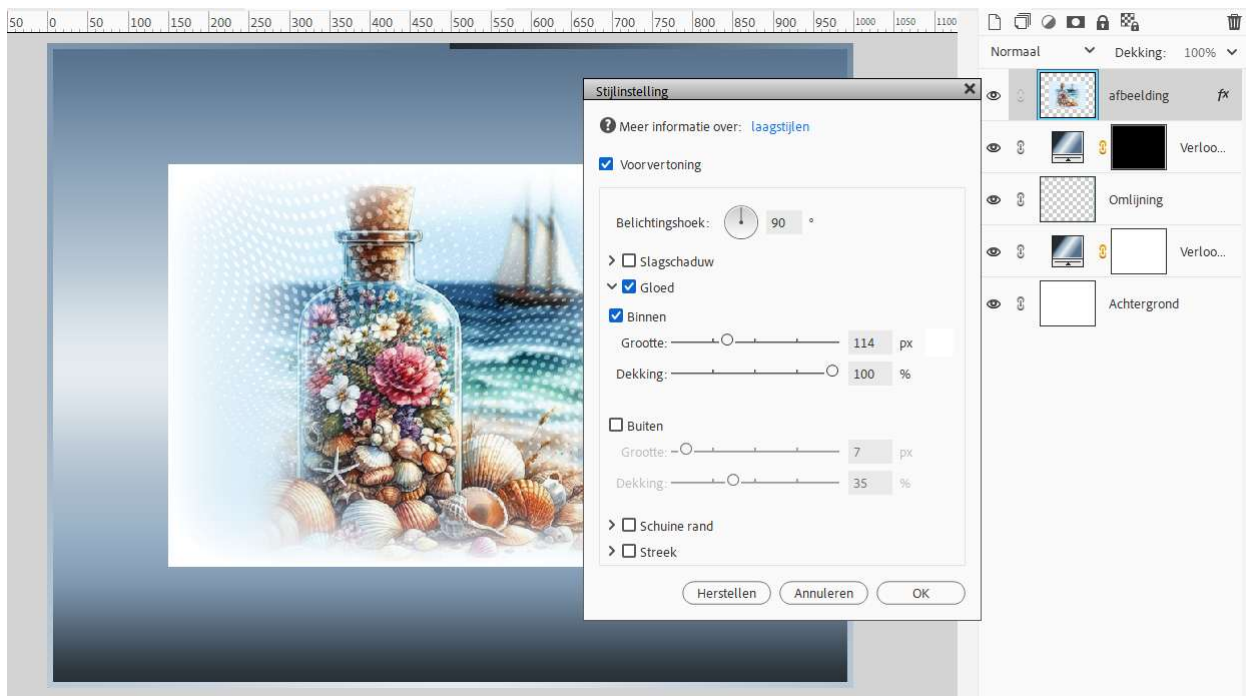 50 0 50 100 150 200 250 300 350 400 450 500 550 600 650 700 750 800 850 900 950 1000 1050 1100
Normaal Dekking: 100%
Stijlinstelling
afbeelding fx
Meer informatie over: laagstijlen
Voorvertoning
Verloo...
Omlijning
Belichtingshoek: 90 °
Slagschaduw
Verloo...
Gloed
Achtergrond
Binnen
Grootte: 114 px
Dekking: 100 %
Buiten
Grootte: 7 px
Dekking: 35 %
Schuine rand
Streek
Herstellen Annuleren OK